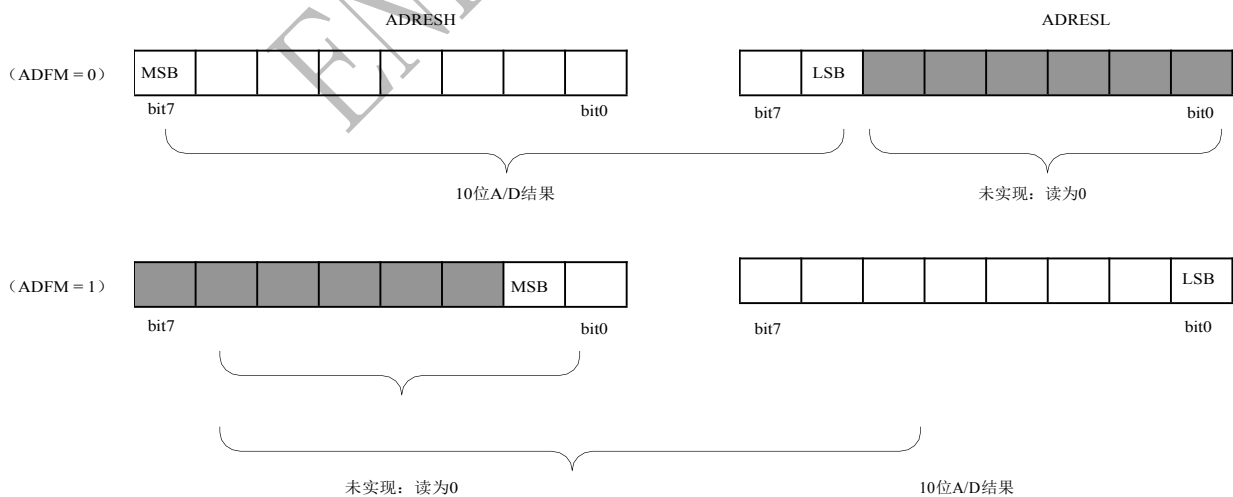 ADRESH ADRESL
（ADFM = 0） MSB LSB
bit7 bit0 bit7 bit0
10位A/D结果 未实现：读为0
（ADFM = 1） MSB LSB
bit7 bit0 bit7 bit0
未实现：读为0 10位A/D结果